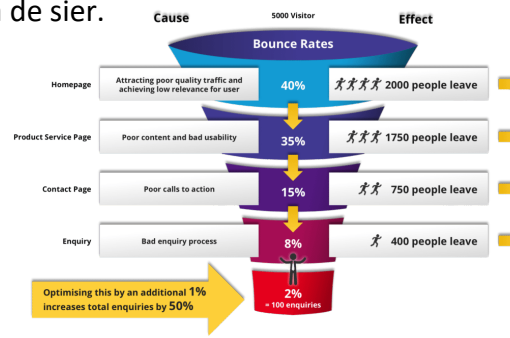 de sier.
Cause 5000 Visitor Effect
Bounce Rates
Homepage
Attracting poor quality traffic and
achieving low relevance for user
40%
2000 people leave
Product Service Page
Poor content and bad usability
35%
1750 people leave
Contact Page
Poor calls to action
15%
750 people leave
Enquiry
Bad enquiry process
8%
400 people leave
Optimising this by an additional 1%
increases total enquiries by 50%
2%
= 100 enquiries